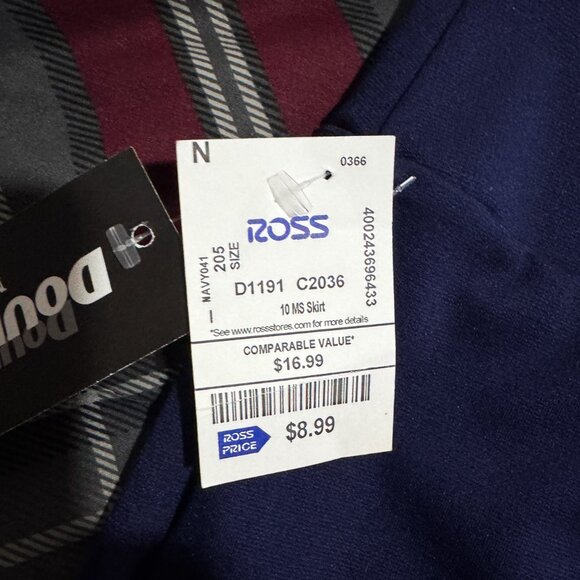 N
0366
ROSS
NAVY041
205
SIZE
400243696433
D1191 C2036
10 MS Skirt
*See www.rossstores.com for more details
COMPARABLE VALUE*
$16.99
ROSS
PRICE
$8.99
DOU